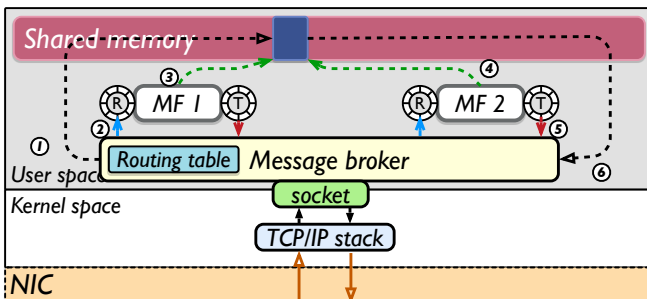 Shared memory
③
④
R
MF 1
T
R
MF 2
T
②
⑤
①
Routing table
Message broker
⑥
User space
socket
Kernel space
TCP/IP stack
NIC